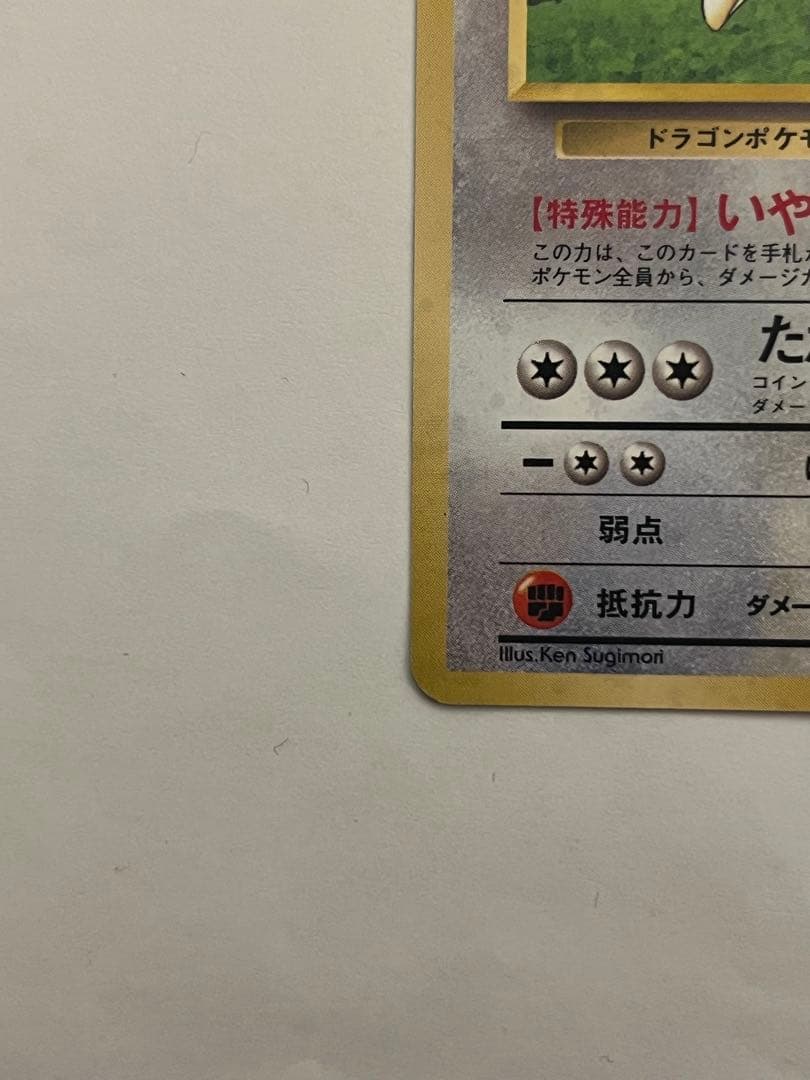 ドラゴンポケモ
【特殊能力】いや
この力は、このカードを手札
ポケモン全員から、ダメージカ
コイン
ダメー
弱点
抵抗力 ダメー
Illus.Ken Sugimori